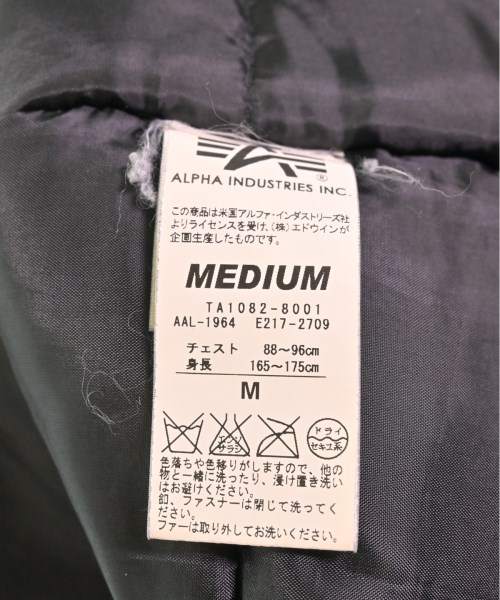 ALPHA INDUSTRIES INC.
®
この商品は米国アルファ・インダストリーズ社
よりライセンスを受け、(株)エドウインが
企画生産したものです。
MEDIUM
TA1082-8001
AAL-1964 E217-2709
チェスト 88～96cm
身長 165～175cm
M
エンソ
サラシ
ドライ
セキユ系
色落ちや色移りがしますので、他の
物と一緒に洗ったり、浸け置き洗い
はお避けください。
釦、ファスナーは閉じて洗ってく
ださい。
ファーは取り外してお洗いください。